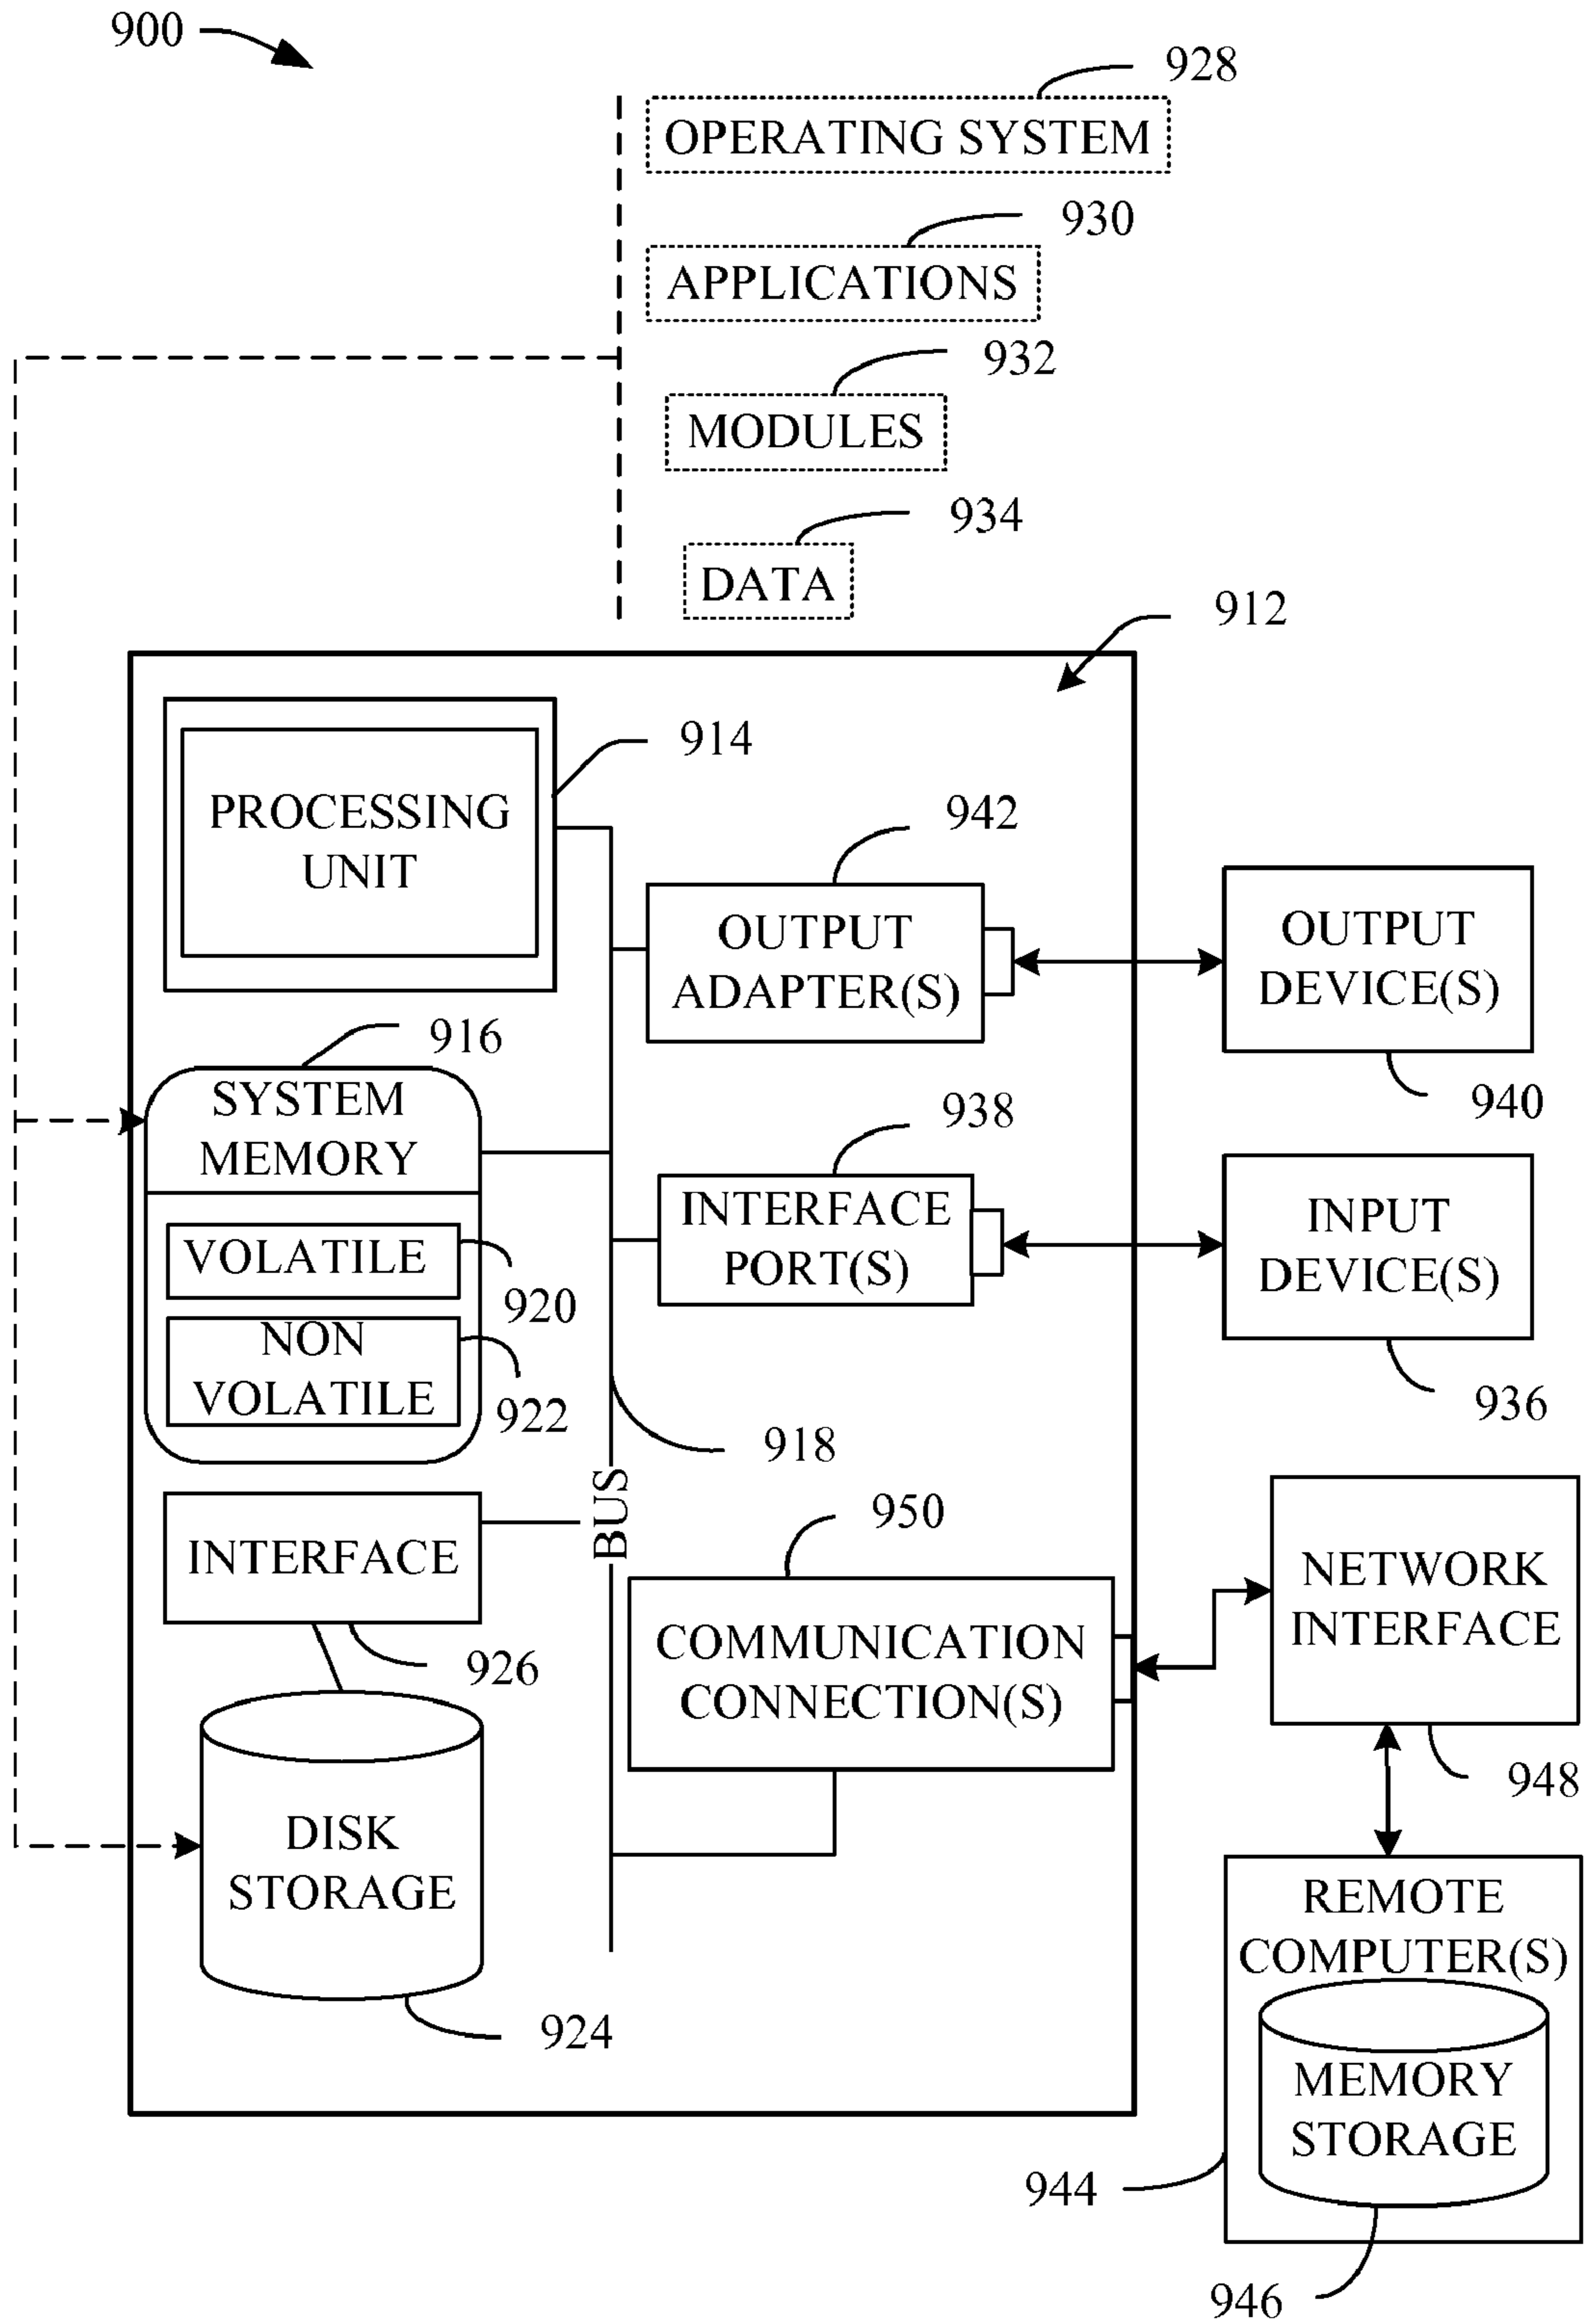 900
928
OPERATING SYSTEM
930
APPLICATIONS
932
MODULES
934
DATA
912
914
PROCESSING
UNIT
942
OUTPUT
ADAPTER(S)
OUTPUT
DEVICE(S)
940
916
SYSTEM
MEMORY
938
INTERFACE
PORT(S)
INPUT
DEVICE(S)
936
VOLATILE
920
NON
VOLATILE
922
918
BUS
INTERFACE
926
950
COMMUNICATION
CONNECTION(S)
NETWORK
INTERFACE
948
DISK
STORAGE
924
REMOTE
COMPUTER(S)
MEMORY
STORAGE
944
946